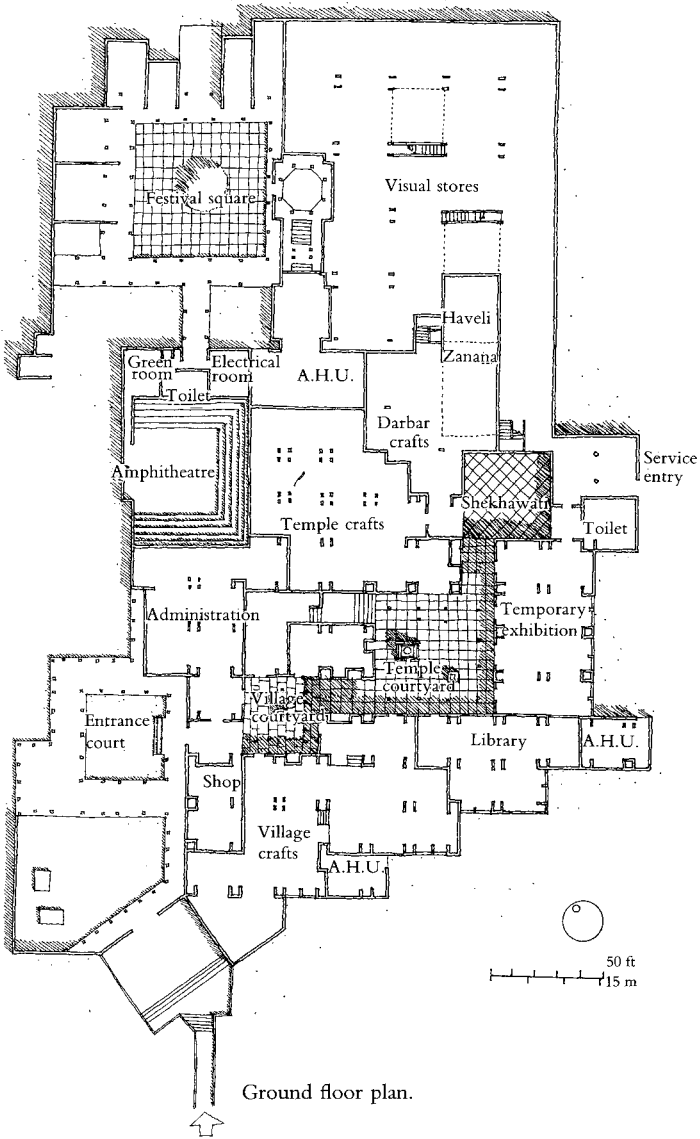 Festival square
Visual stores
Haveli
Zanana
Green
room
Electrical
room
Toilet
A.H.U.
Darbar
crafts
Amphitheatre
Service
entry
Shekhawati
Temple crafts
Toilet
Administration
Temporary
exhibition
Temple
courtyard
Village
courtyard
Entrance
court
Library
A.H.U.
Shop
Village
crafts
A.H.U.
50 ft
15 m
Ground floor plan.